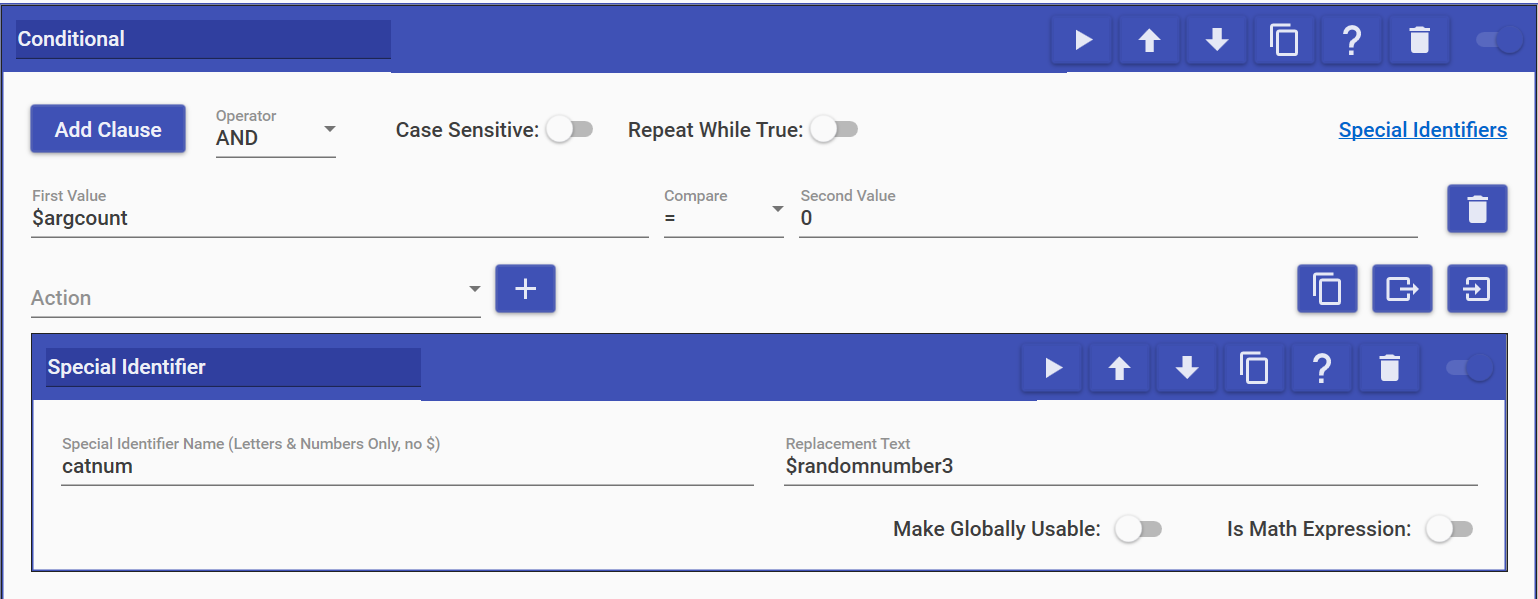 Conditional
Add Clause
Operator
AND
Case Sensitive:
Repeat While True:
Special Identifiers
First Value
$argcount
Compare
=
Second Value
0
Action
Special Identifier
Special Identifier Name (Letters & Numbers Only, no $)
catnum
Replacement Text
$randomnumber3
Make Globally Usable:
Is Math Expression: